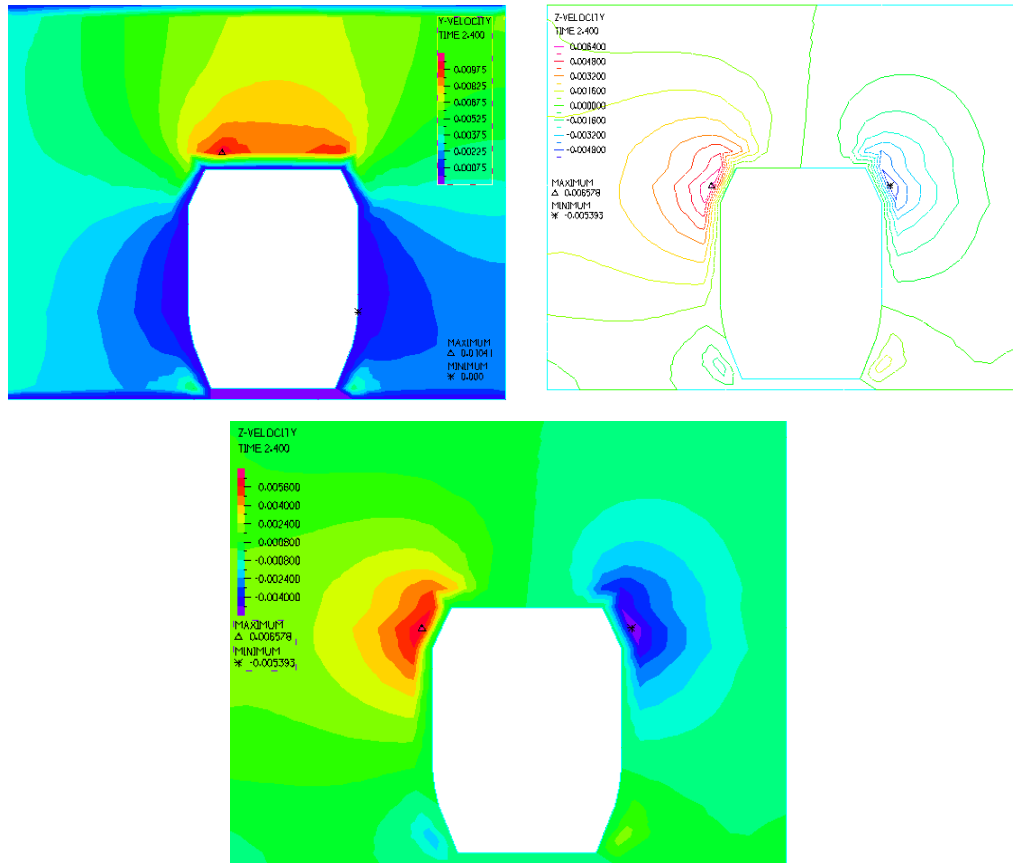 Y-VELOCITY
TIME 2.400
0.00975
0.00825
0.00675
0.00525
0.00375
0.00225
0.00075
MAXIMUM
△ 0.01041
MINIMUM
* 0.000
Z-VELOCITY
TIME 2.400
0.006400
0.004800
0.003200
0.001600
0.000000
-0.001600
-0.003200
-0.004800
MAXIMUM
△ 0.006578
MINIMUM
* -0.005393
Z-VELOCITY
TIME 2.400
0.005600
0.004000
0.002400
0.000800
-0.000800
-0.002400
-0.004000
MAXIMUM
△ 0.006578
MINIMUM
* -0.005393